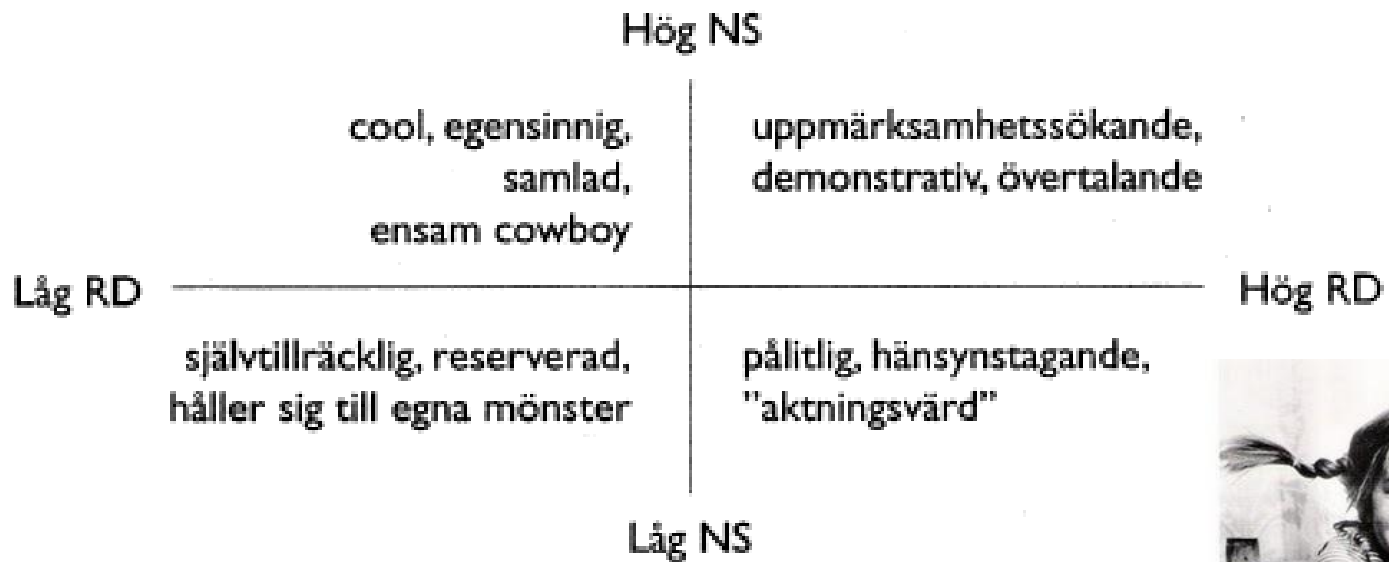 Hög NS
cool, egensinnig,
samlad,
ensam cowboy
uppmärksamhetssökande,
demonstrativ, övertalande
Låg RD
Hög RD
självtillräcklig, reserverad,
håller sig till egna mönster
pålitlig, hänsynstagande,
”aktningsvärd”
Låg NS